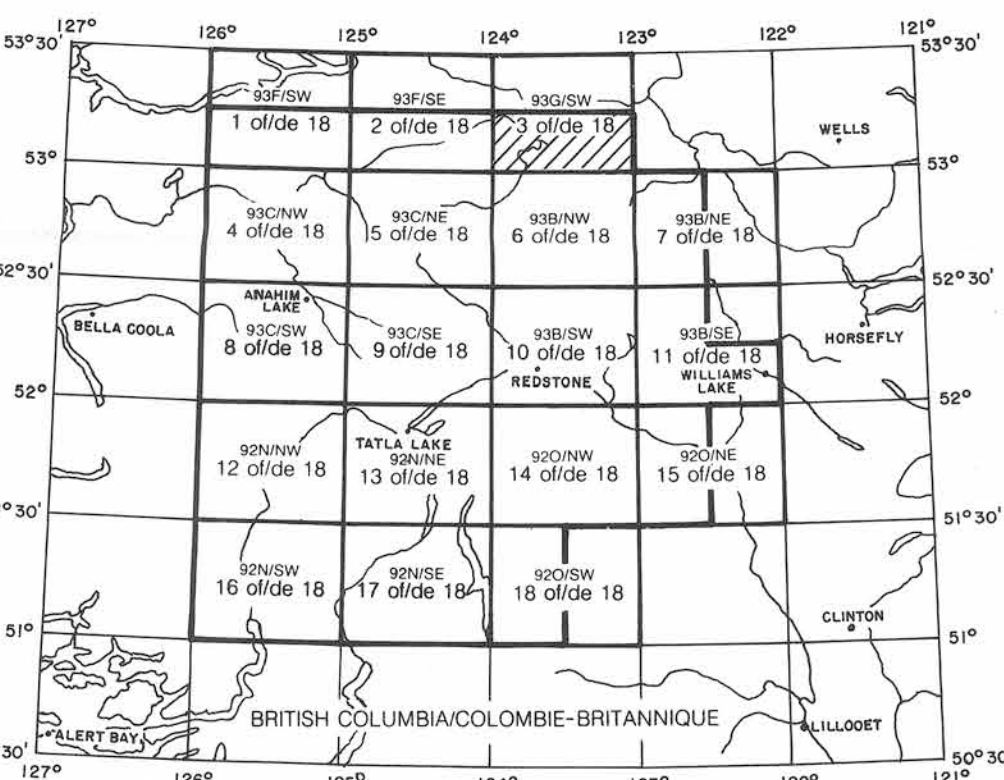 127° 126° 125° 124° 123° 122° 121°
53°30' 53°30'
93F/SW 93F/SE 93G/SW
1 of/de 18 2 of/de 18 3 of/de 18
WELLS
53° 53°
93C/NW 93C/NE 93B/NW 93B/NE
4 of/de 18 5 of/de 18 6 of/de 18 7 of/de 18
52°30' 52°30'
ANAHIM
LAKE
BELLA COOLA
HORSEFLY
93C/SW 93C/SE 93B/SW 93B/SE
8 of/de 18 9 of/de 18 10 of/de 18 11 of/de 18
REDSTONE
WILLIAMS
LAKE
52° 52°
TATLA LAKE
92N/NW 92N/NE 92O/NW 92O/NE
12 of/de 18 13 of/de 18 14 of/de 18 15 of/de 18
°30' 51°30'
92N/SW 92N/SE 92O/SW
16 of/de 18 17 of/de 18 18 of/de 18
CLINTON
51° 51°
BRITISH COLUMBIA/COLOMBIE-BRITANNIQUE
LILLOOET
ALERT BAY
30' 50°30'
127° 126° 125° 124° 123° 122° 121°